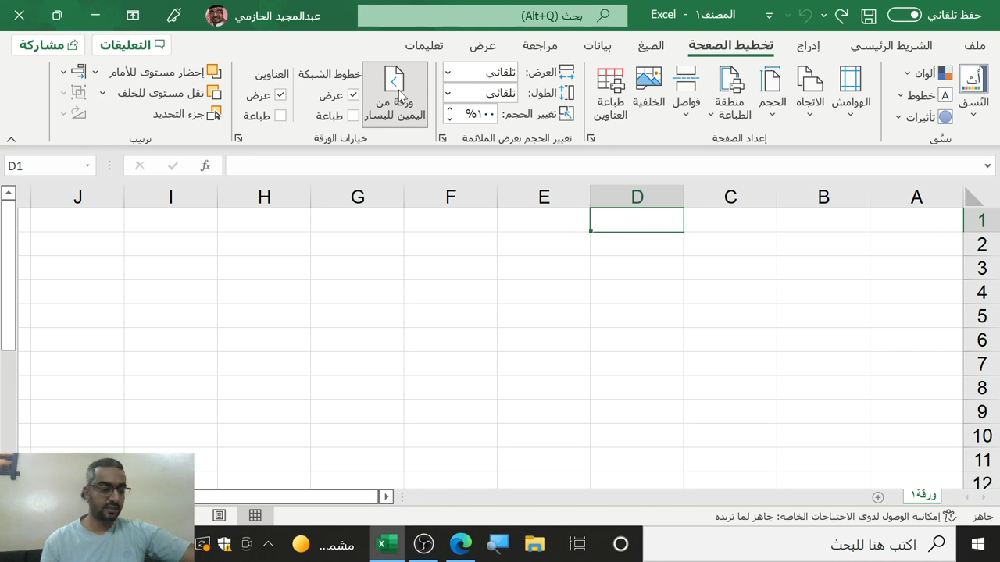 حفظ تلقائي
المصنف١ - Excel
بحث (Alt+Q)
عبدالمجيد الحازمي
ملف
الشريط الرئيسي
إدراج
تخطيط الصفحة
الصيغ
بيانات
مراجعة
عرض
تعليمات
التعليقات
مشاركة
النُسق
ألوان
خطوط
تأثيرات
نسُق
الهوامش
الاتجاه
الحجم
منطقة
الطباعة
فواصل
الخلفية
طباعة
العناوين
إعداد الصفحة
العرض: تلقائي
الطول: تلقائي
تغيير الحجم: ١٠٠%
تغيير الحجم بغرض الملائمة
ورقة من
اليمين لليسار
خطوط الشبكة
عرض
طباعة
العناوين
عرض
طباعة
خيارات الورقة
إحضار مستوى للأمام
نقل مستوى للخلف
جزء التحديد
ترتيب
D1
fx
A B C D E F G H I J
1
2
3
4
5
6
7
8
9
10
11
12
ورقة١
جاهز
إمكانية الوصول لذوي الاحتياجات الخاصة: جاهز لما تريده
اكتب هنا للبحث
مشمـ...